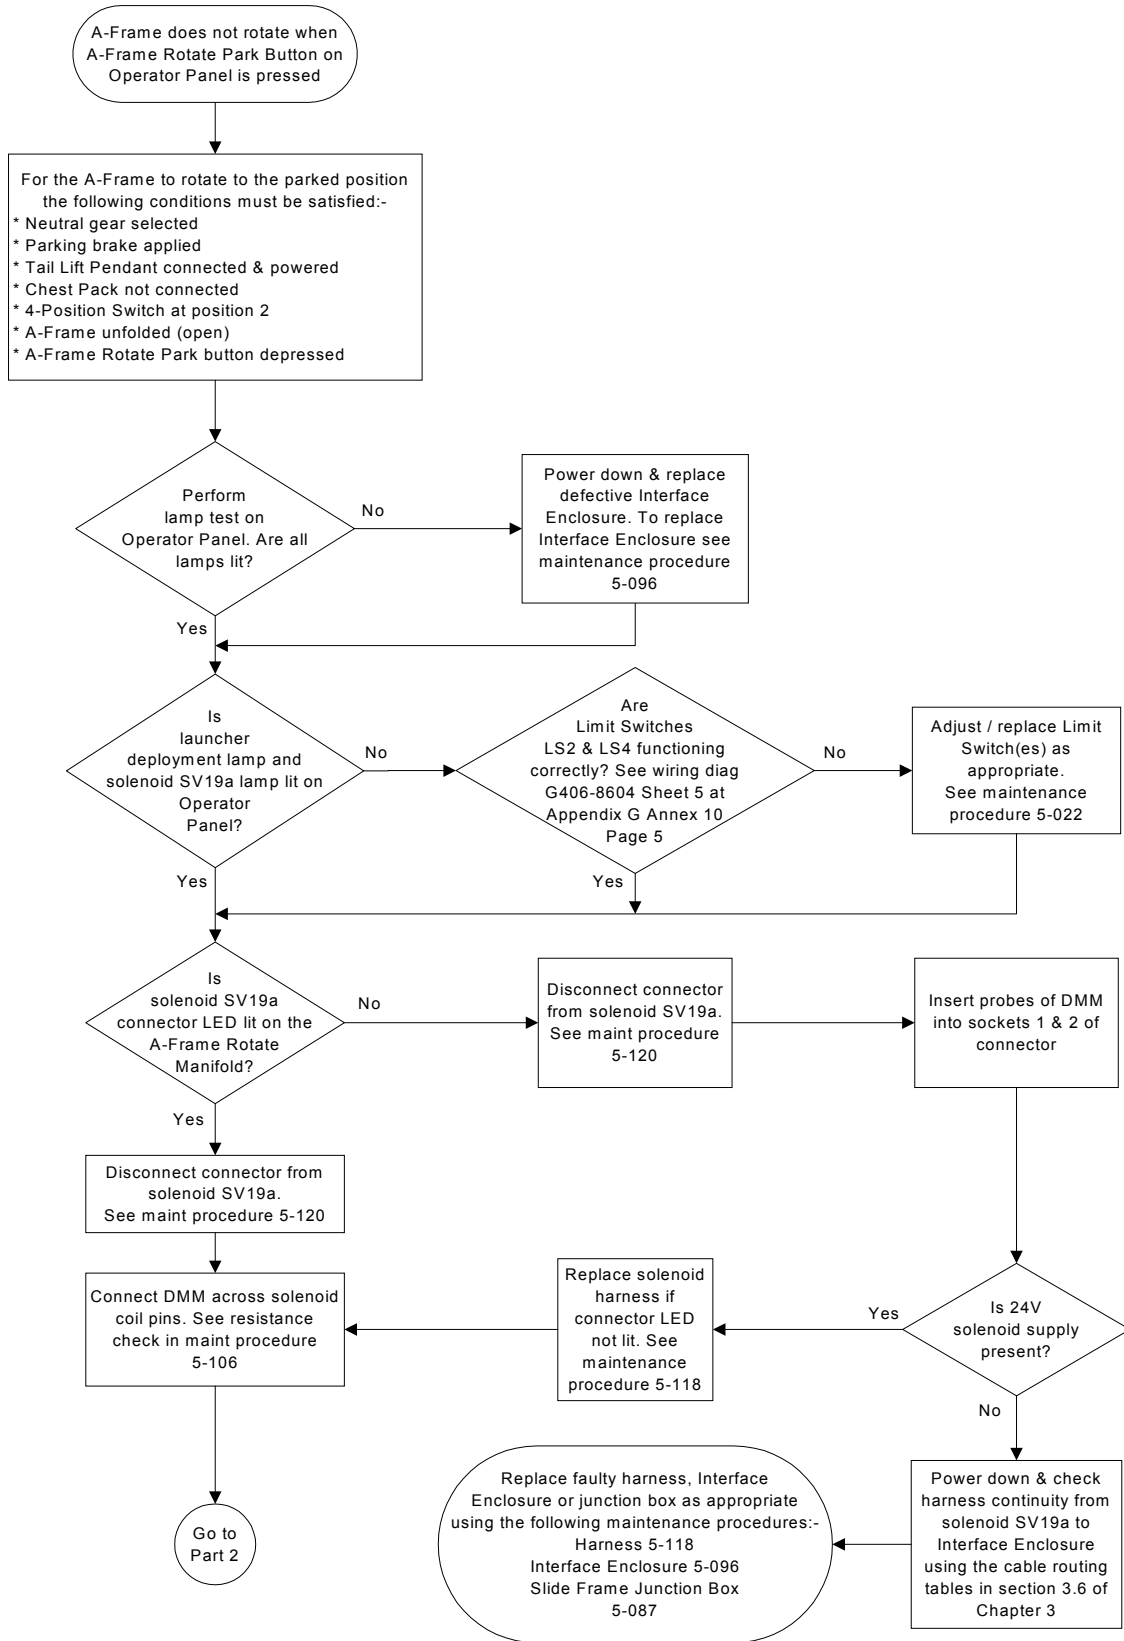 A-Frame does not rotate when
A-Frame Rotate Park Button on
Operator Panel is pressed
For the A-Frame to rotate to the parked position
the following conditions must be satisfied:-
* Neutral gear selected
* Parking brake applied
* Tail Lift Pendant connected & powered
* Chest Pack not connected
* 4-Position Switch at position 2
* A-Frame unfolded (open)
* A-Frame Rotate Park button depressed
Perform
lamp test on
Operator Panel. Are all
lamps lit?
No
Power down & replace
defective Interface
Enclosure. To replace
Interface Enclosure see
maintenance procedure
5-096
Yes
Is
launcher
deployment lamp and
solenoid SV19a lamp lit on
Operator
Panel?
No
Are
Limit Switches
LS2 & LS4 functioning
correctly? See wiring diag
G406-8604 Sheet 5 at
Appendix G Annex 10
Page 5
No
Adjust / replace Limit
Switch(es) as
appropriate.
See maintenance
procedure 5-022
Yes
Yes
Is
solenoid SV19a
connector LED lit on the
A-Frame Rotate
Manifold?
No
Disconnect connector
from solenoid SV19a.
See maint procedure
5-120
Insert probes of DMM
into sockets 1 & 2 of
connector
Yes
Disconnect connector from
solenoid SV19a.
See maint procedure 5-120
Connect DMM across solenoid
coil pins. See resistance
check in maint procedure
5-106
Replace solenoid
harness if
connector LED
not lit. See
maintenance
procedure 5-118
Yes
Is 24V
solenoid supply
present?
No
Go to
Part 2
Replace faulty harness, Interface
Enclosure or junction box as appropriate
using the following maintenance procedures:-
Harness 5-118
Interface Enclosure 5-096
Slide Frame Junction Box
5-087
Power down & check
harness continuity from
solenoid SV19a to
Interface Enclosure
using the cable routing
tables in section 3.6 of
Chapter 3